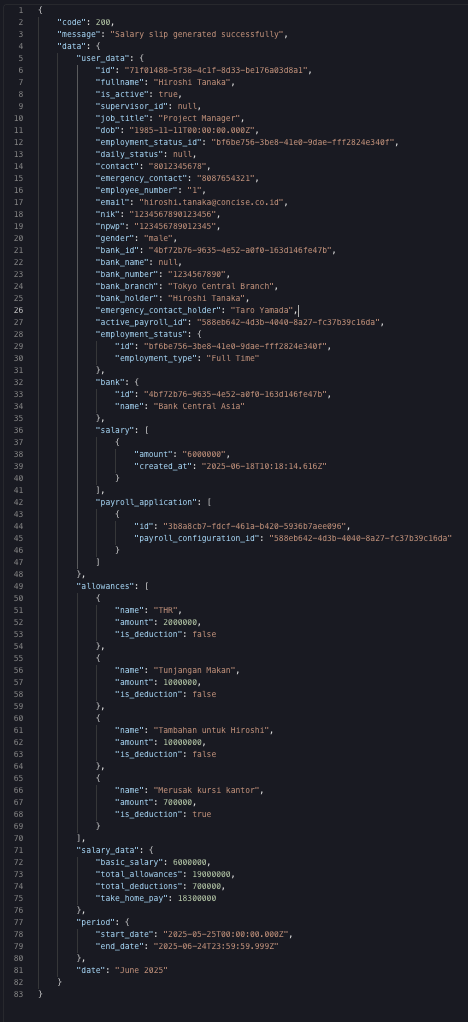 1 {
2 "code": 200,
3 "message": "Salary slip generated successfully",
4 "data": {
5 "user_data": {
6 "id": "71f01488-5f38-4c1f-8d33-be176a03d8a1",
7 "fullname": "Hiroshi Tanaka",
8 "is_active": true,
9 "supervisor_id": null,
10 "job_title": "Project Manager",
11 "dob": "1985-11-11T00:00:00.000Z",
12 "employment_status_id": "bf6be756-3be8-41e0-9dae-fff2824e340f",
13 "daily_status": null,
14 "contact": "8012345678",
15 "emergency_contact": "8087654321",
16 "employee_number": "1",
17 "email": "hiroshi.tanaka@concise.co.id",
18 "nik": "1234567890123456",
19 "npwp": "123456789012345",
20 "gender": "male",
21 "bank_id": "4bf72b76-9635-4e52-a0f0-163d146fe47b",
22 "bank_name": null,
23 "bank_number": "1234567890",
24 "bank_branch": "Tokyo Central Branch",
25 "bank_holder": "Hiroshi Tanaka",
26 "emergency_contact_holder": "Taro Yamada",
27 "active_payroll_id": "588eb642-4d3b-4040-8a27-fc37b39c16da",
28 "employment_status": {
29 "id": "bf6be756-3be8-41e0-9dae-fff2824e340f",
30 "employment_type": "Full Time"
31 },
32 "bank": {
33 "id": "4bf72b76-9635-4e52-a0f0-163d146fe47b",
34 "name": "Bank Central Asia"
35 },
36 "salary": [
37 {
38 "amount": "6000000",
39 "created_at": "2025-06-18T10:18:14.616Z"
40 }
41 ],
42 "payroll_application": [
43 {
44 "id": "3b8a8cb7-fdcf-461a-b420-5936b7aee096",
45 "payroll_configuration_id": "588eb642-4d3b-4040-8a27-fc37b39c16da"
46 }
47 ]
48 },
49 "allowances": [
50 {
51 "name": "THR",
52 "amount": 2000000,
53 "is_deduction": false
54 },
55 {
56 "name": "Tunjangan Makan",
57 "amount": 1000000,
58 "is_deduction": false
59 },
60 {
61 "name": "Tambahan untuk Hiroshi",
62 "amount": 10000000,
63 "is_deduction": false
64 },
65 {
66 "name": "Merusak kursi kantor",
67 "amount": 700000,
68 "is_deduction": true
69 }
70 ],
71 "salary_data": {
72 "basic_salary": 6000000,
73 "total_allowances": 19000000,
74 "total_deductions": 700000,
75 "take_home_pay": 18300000
76 },
77 "period": {
78 "start_date": "2025-05-25T00:00:00.000Z",
79 "end_date": "2025-06-24T23:59:59.999Z"
80 },
81 "date": "June 2025"
82 }
83 }